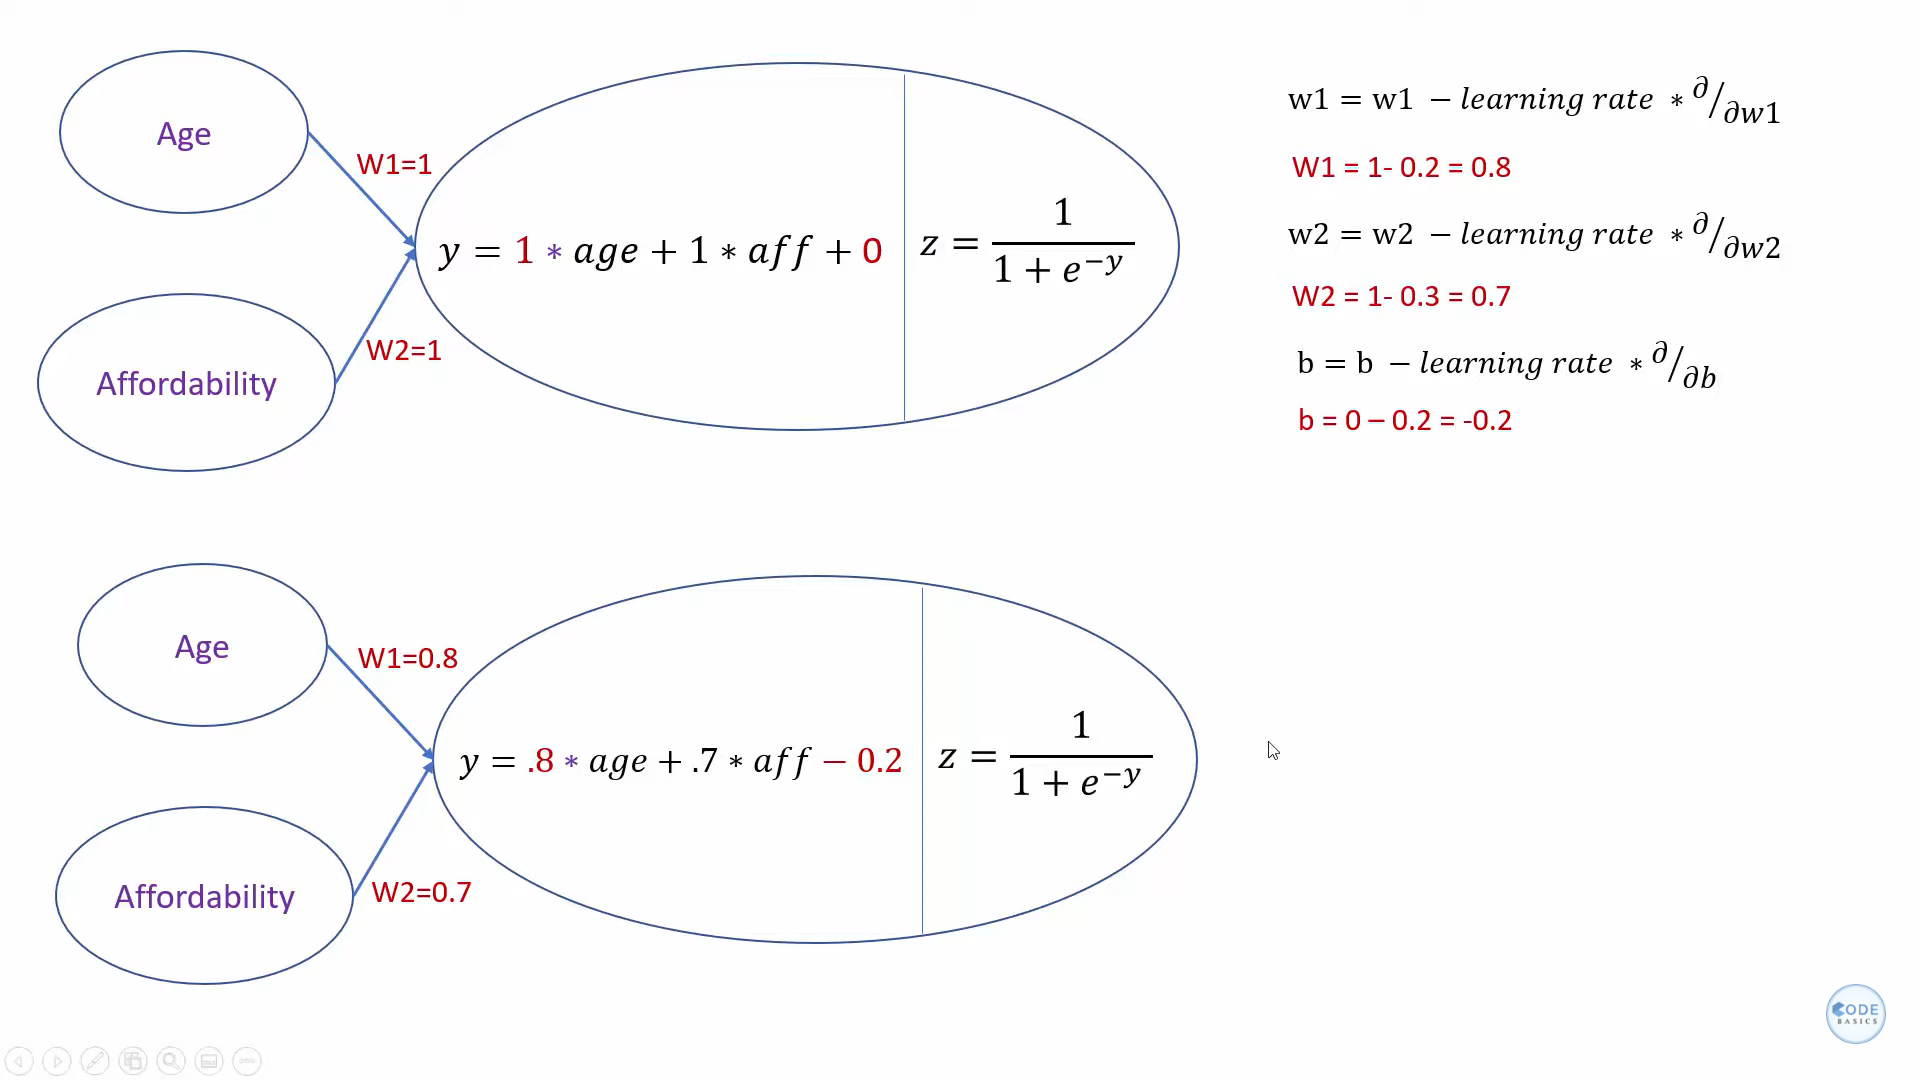 Age
W1=1
y = 1 * age + 1 * aff + 0
z = 1 / (1 + e^{-y})
W2=1
Affordability
w1 = w1 − learning rate * ∂/∂w1
W1 = 1- 0.2 = 0.8
w2 = w2 − learning rate * ∂/∂w2
W2 = 1- 0.3 = 0.7
b = b − learning rate * ∂/∂b
b = 0 – 0.2 = -0.2
Age
W1=0.8
y = .8 * age + .7 * aff − 0.2
z = 1 / (1 + e^{-y})
W2=0.7
Affordability
CODE
BASICS